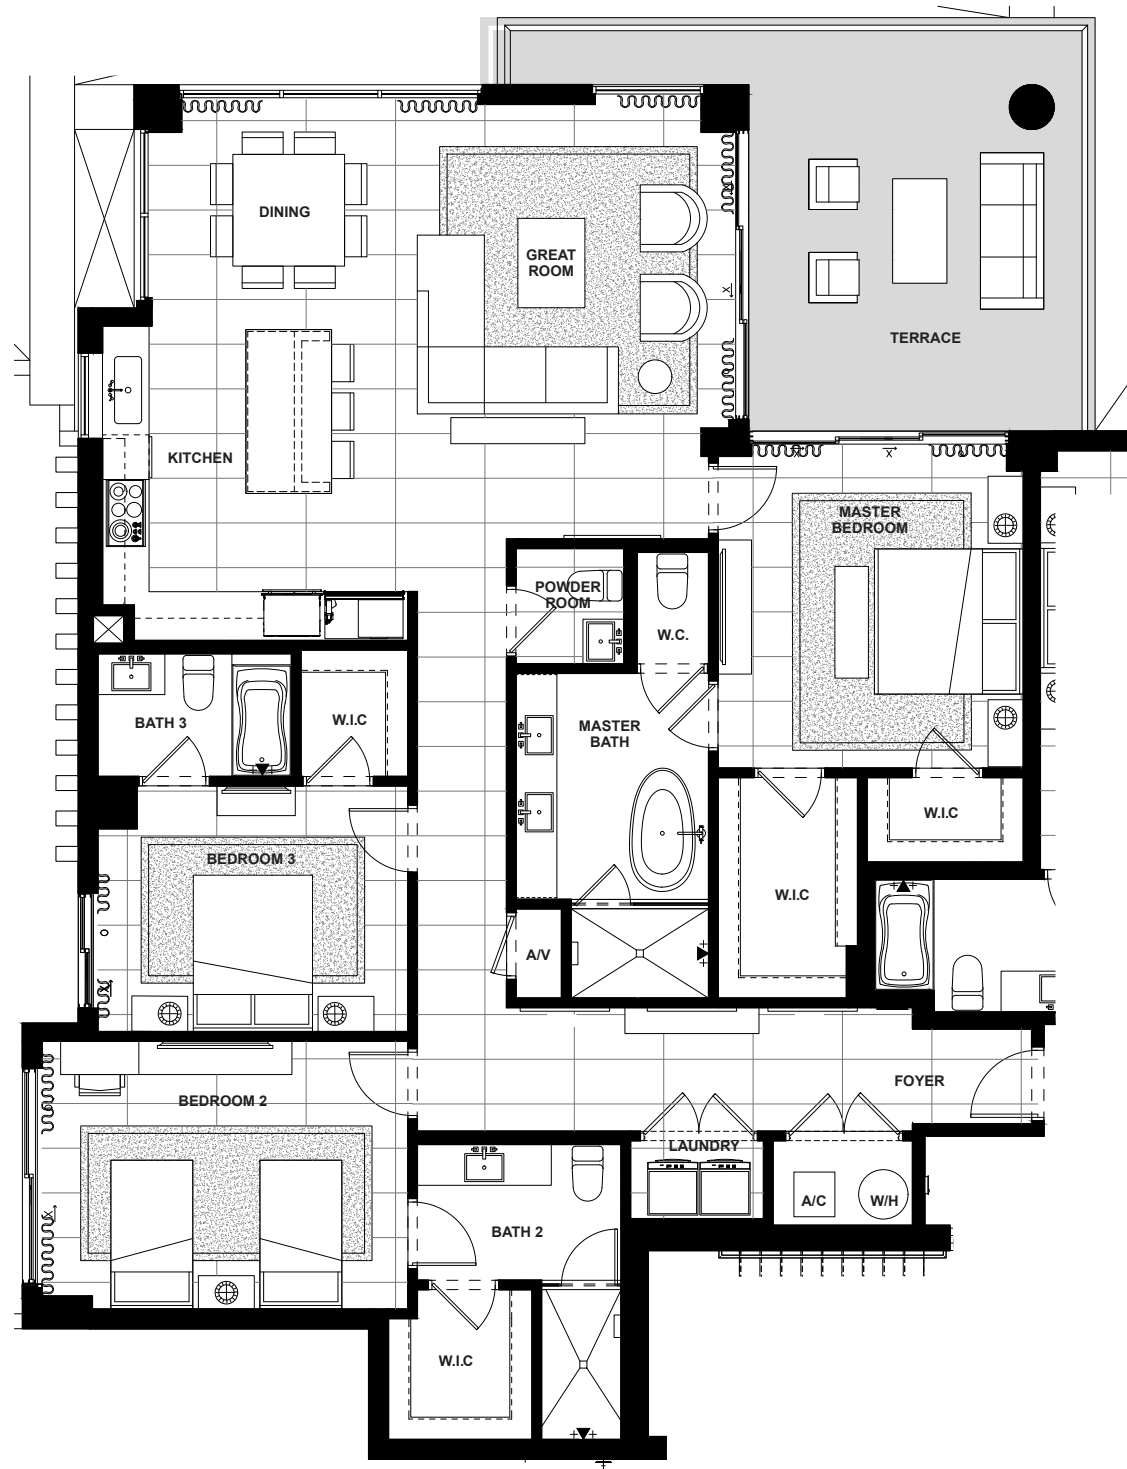 DINING
GREAT
ROOM
TERRACE
KITCHEN
MASTER
BEDROOM
POWDER
ROOM
W.C.
BATH 3
W.I.C
MASTER
BATH
W.I.C
BEDROOM 3
W.I.C
A/V
FOYER
BEDROOM 2
LAUNDRY
A/C
W/H
BATH 2
W.I.C